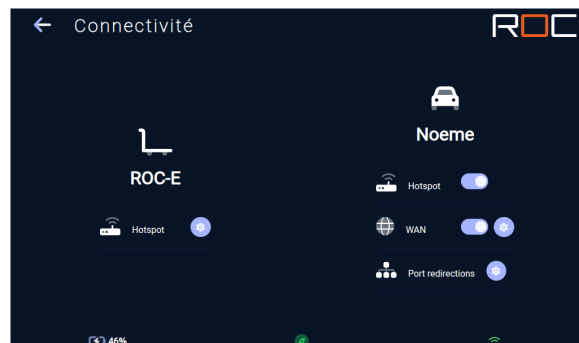 Connectivité
ROC
Noeme
ROC-E
Hotspot
Hotspot
WAN
Port redirections
46%